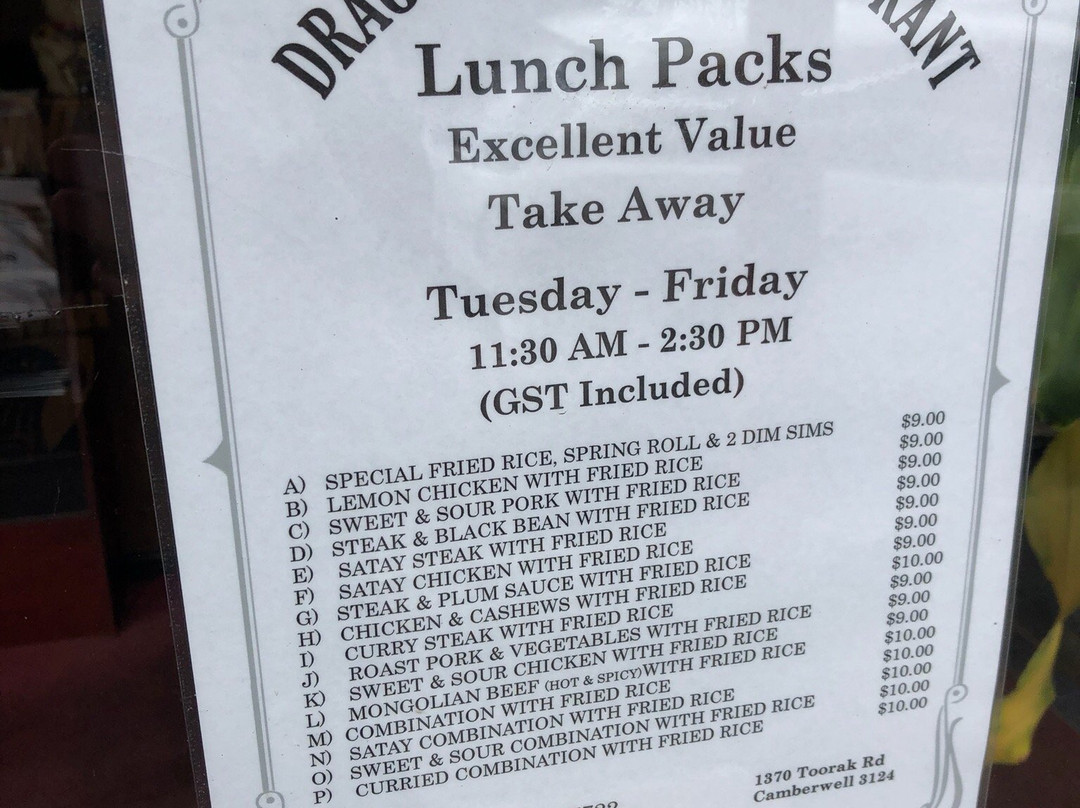 Lunch Packs
Excellent Value
Take Away
Tuesday - Friday
11:30 AM - 2:30 PM
(GST Included)
A) SPECIAL FRIED RICE, SPRING ROLL & 2 DIM SIMS $9.00
B) LEMON CHICKEN WITH FRIED RICE $9.00
C) SWEET & SOUR PORK WITH FRIED RICE $9.00
D) STEAK & BLACK BEAN WITH FRIED RICE $9.00
E) SATAY STEAK WITH FRIED RICE $9.00
F) SATAY CHICKEN WITH FRIED RICE $9.00
G) STEAK & PLUM SAUCE WITH FRIED RICE $9.00
H) CHICKEN & CASHEWS WITH FRIED RICE $10.00
I) CURRY STEAK WITH FRIED RICE $9.00
J) ROAST PORK & VEGETABLES WITH FRIED RICE $9.00
K) SWEET & SOUR CHICKEN WITH FRIED RICE $9.00
L) MONGOLIAN BEEF (HOT & SPICY)WITH FRIED RICE $10.00
M) COMBINATION WITH FRIED RICE $10.00
N) SATAY COMBINATION WITH FRIED RICE $10.00
O) SWEET & SOUR COMBINATION WITH FRIED RICE $10.00
P) CURRIED COMBINATION WITH FRIED RICE $10.00
1370 Toorak Rd
Camberwell 3124